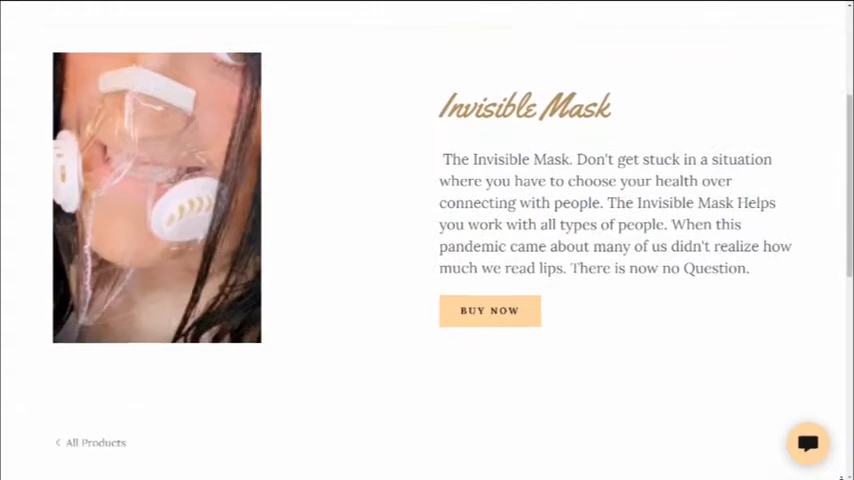 Invisible Mask
The Invisible Mask. Don't get stuck in a situation
where you have to choose your health over
connecting with people. The Invisible Mask Helps
you work with all types of people. When this
pandemic came about many of us didn't realize how
much we read lips. There is now no Question.
BUY NOW
< All Products